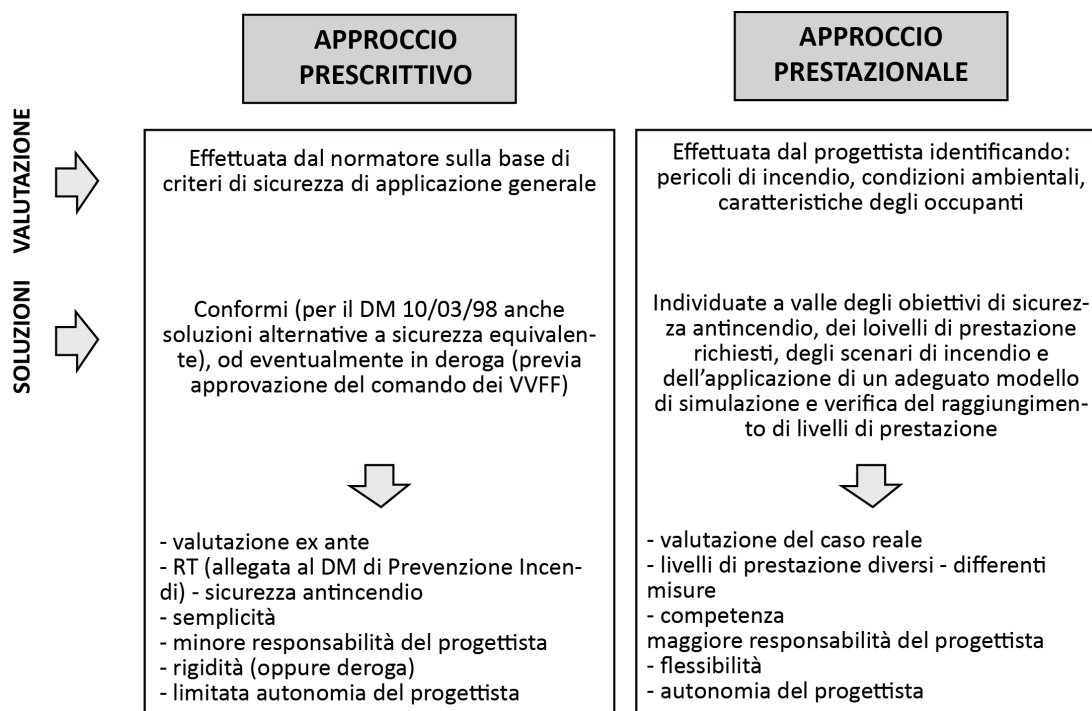 APPROCCIO
PRESCRITTIVO
APPROCCIO
PRESTAZIONALE
VALUTAZIONE
Effettuata dal normatore sulla base di
criteri di sicurezza di applicazione generale
Effettuata dal progettista identificando:
pericoli di incendio, condizioni ambientali,
caratteristiche degli occupanti
SOLUZIONI
Conformi (per il DM 10/03/98 anche
soluzioni alternative a sicurezza equivalen-
te), od eventualmente in deroga (previa
approvazione del comando dei VVFF)
Individuate a valle degli obiettivi di sicurez-
za antincendio, dei loivelli di prestazione
richiesti, degli scenari di incendio e
dell'applicazione di un adeguato modello
di simulazione e verifica del raggiungimen-
to di livelli di prestazione
- valutazione ex ante
- RT (allegata al DM di Prevenzione Incen-
di) - sicurezza antincendio
- semplicità
- minore responsabilità del progettista
- rigidità (oppure deroga)
- limitata autonomia del progettista
- valutazione del caso reale
- livelli di prestazione diversi - differenti
misure
- competenza
maggiore responsabilità del progettista
- flessibilità
- autonomia del progettista